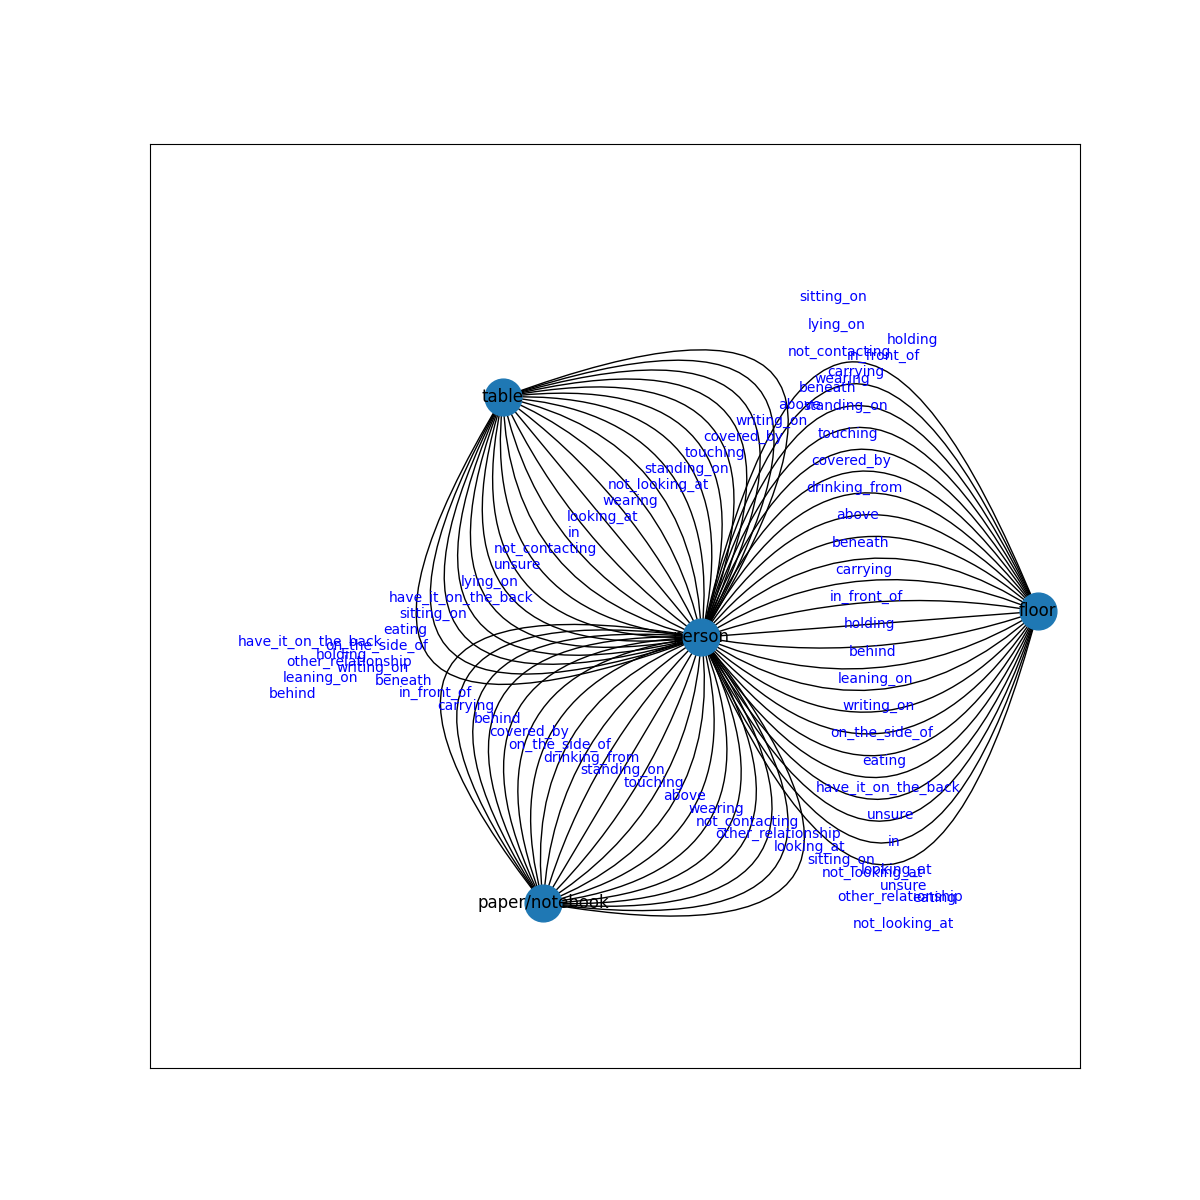 sitting_on
lying_on
holding
not_contacting
in_front_of
carrying
wearing
beneath
table
above
standing_on
writing_on
touching
covered_by
touching
covered_by
standing_on
not_looking_at
drinking_from
wearing
looking_at
above
in
beneath
not_contacting
unsure
carrying
lying_on
have_it_on_the_back
in_front_of
sitting_on
floor
holding
eating
person
have_it_on_the_back
on_the_side_of
holding
behind
other_relationship
writing_on
leaning_on
beneath
leaning_on
behind
in_front_of
carrying
writing_on
behind
covered_by
on_the_side_of
on_the_side_of
drinking_from
eating
standing_on
touching
have_it_on_the_back
above
wearing
unsure
not_contacting
other_relationship
in
looking_at
sitting_on
looking_at
not_looking_at
unsure
other_relationship
eating
paper/notebook
not_looking_at